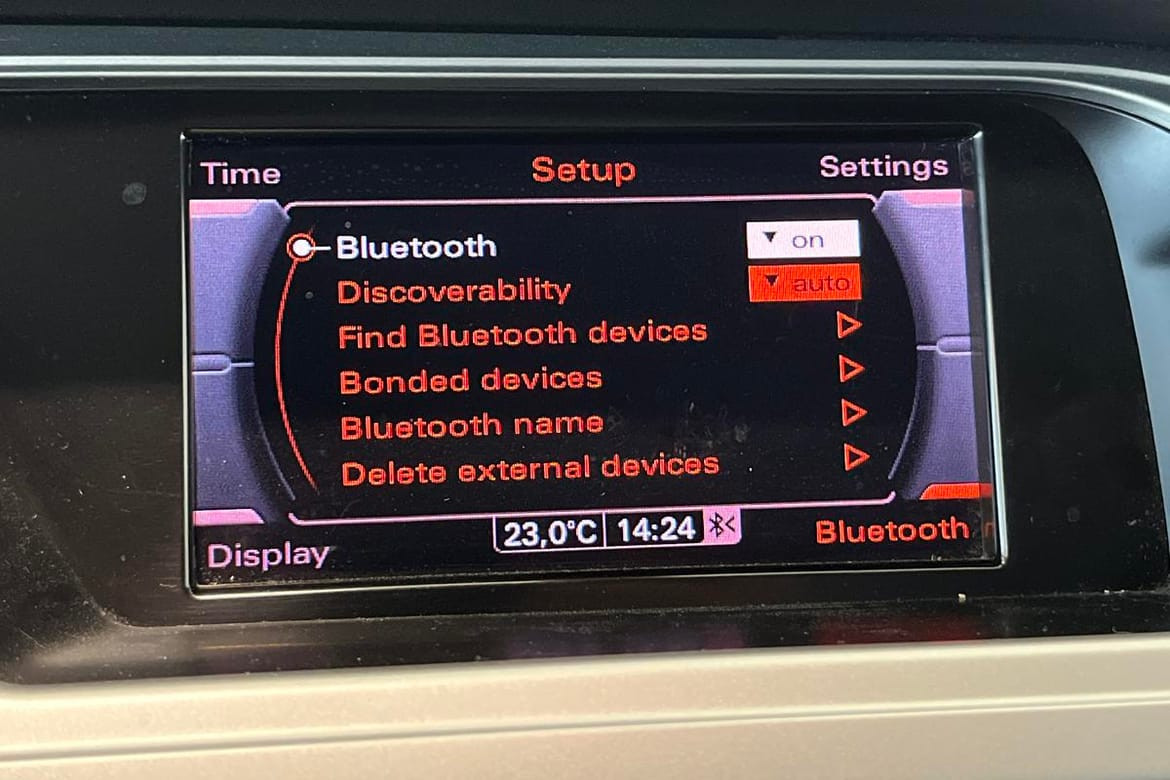 Time Setup Settings
Bluetooth on
Discoverability auto
Find Bluetooth devices
Bonded devices
Bluetooth name
Delete external devices
23,0°C 14:24
Display Bluetooth